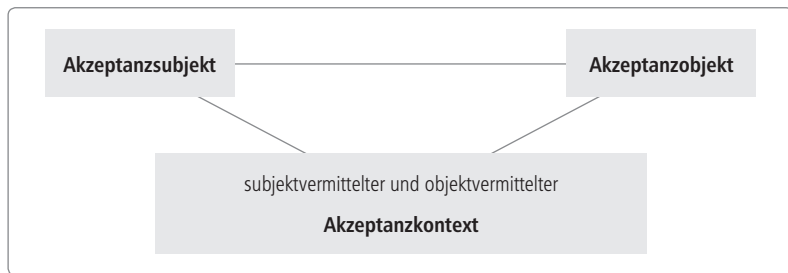 Akzeptanzsubjekt
Akzeptanzobjekt
subjektvermittelter und objektvermittelter
Akzeptanzkontext